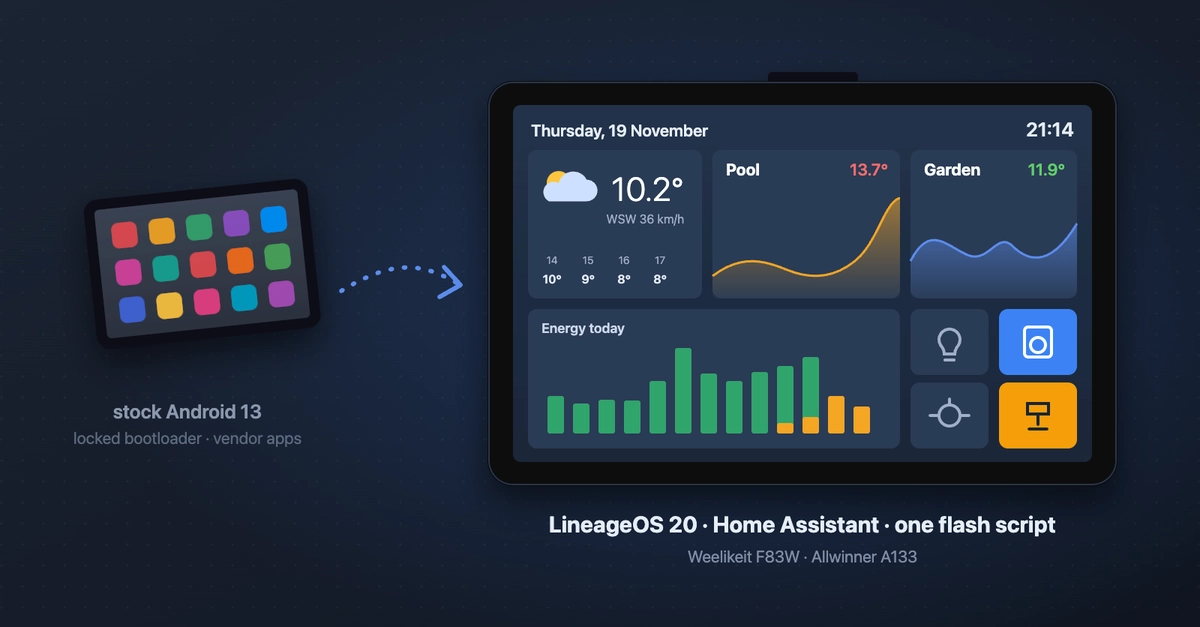 Thursday, 19 November
21:14
10.2°
WSW 36 km/h
14 15 16 17
10° 9° 8° 8°
Pool 13.7°
Garden 11.9°
Energy today
stock Android 13
locked bootloader · vendor apps
LineageOS 20 · Home Assistant · one flash script
Weelikeit F83W · Allwinner A133